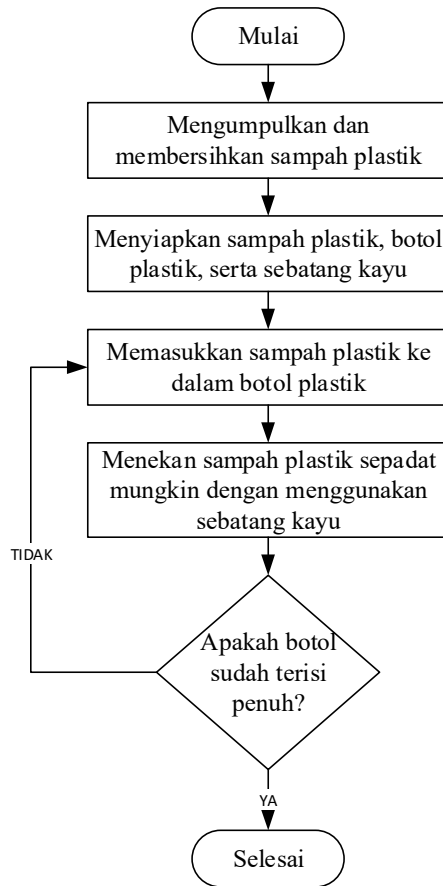 Mulai
Mengumpulkan dan
membersihkan sampah plastik
Menyiapkan sampah plastik, botol
plastik, serta sebatang kayu
Memasukkan sampah plastik ke
dalam botol plastik
Menekan sampah plastik sepadat
mungkin dengan menggunakan
sebatang kayu
TIDAK
Apakah botol
sudah terisi
penuh?
YA
Selesai